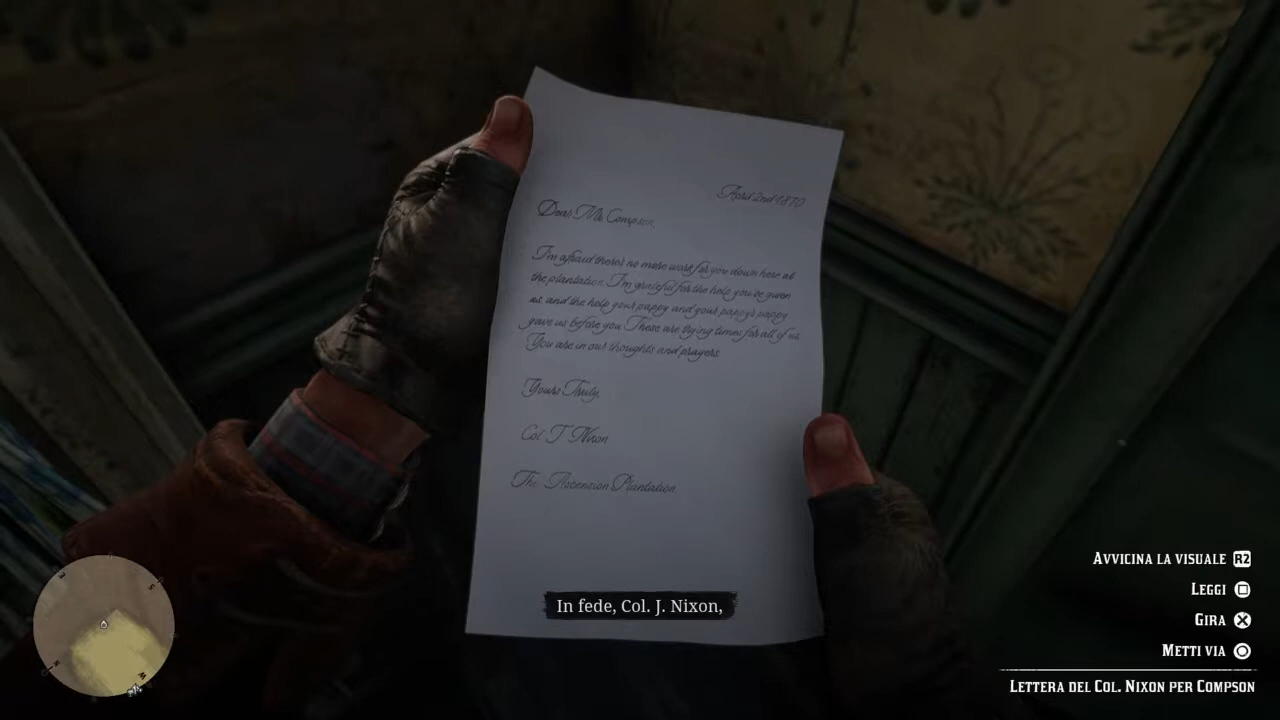 April 2nd 1870
Dear Mr Compson,
I'm afraid there's no more work for you down here at
the plantation. I'm grateful for the help you've given
us, and the help your pappy and your pappy's pappy
gave us before you. These are trying times for all of us.
You are in our thoughts and prayers.
Yours Truly,
Col. J. Nixon
The Ascension Plantation
In fede, Col. J. Nixon,
AVVICINA LA VISUALE R2
LEGGI
GIRA
METTI VIA
LETTERA DEL COL. NIXON PER COMPSON